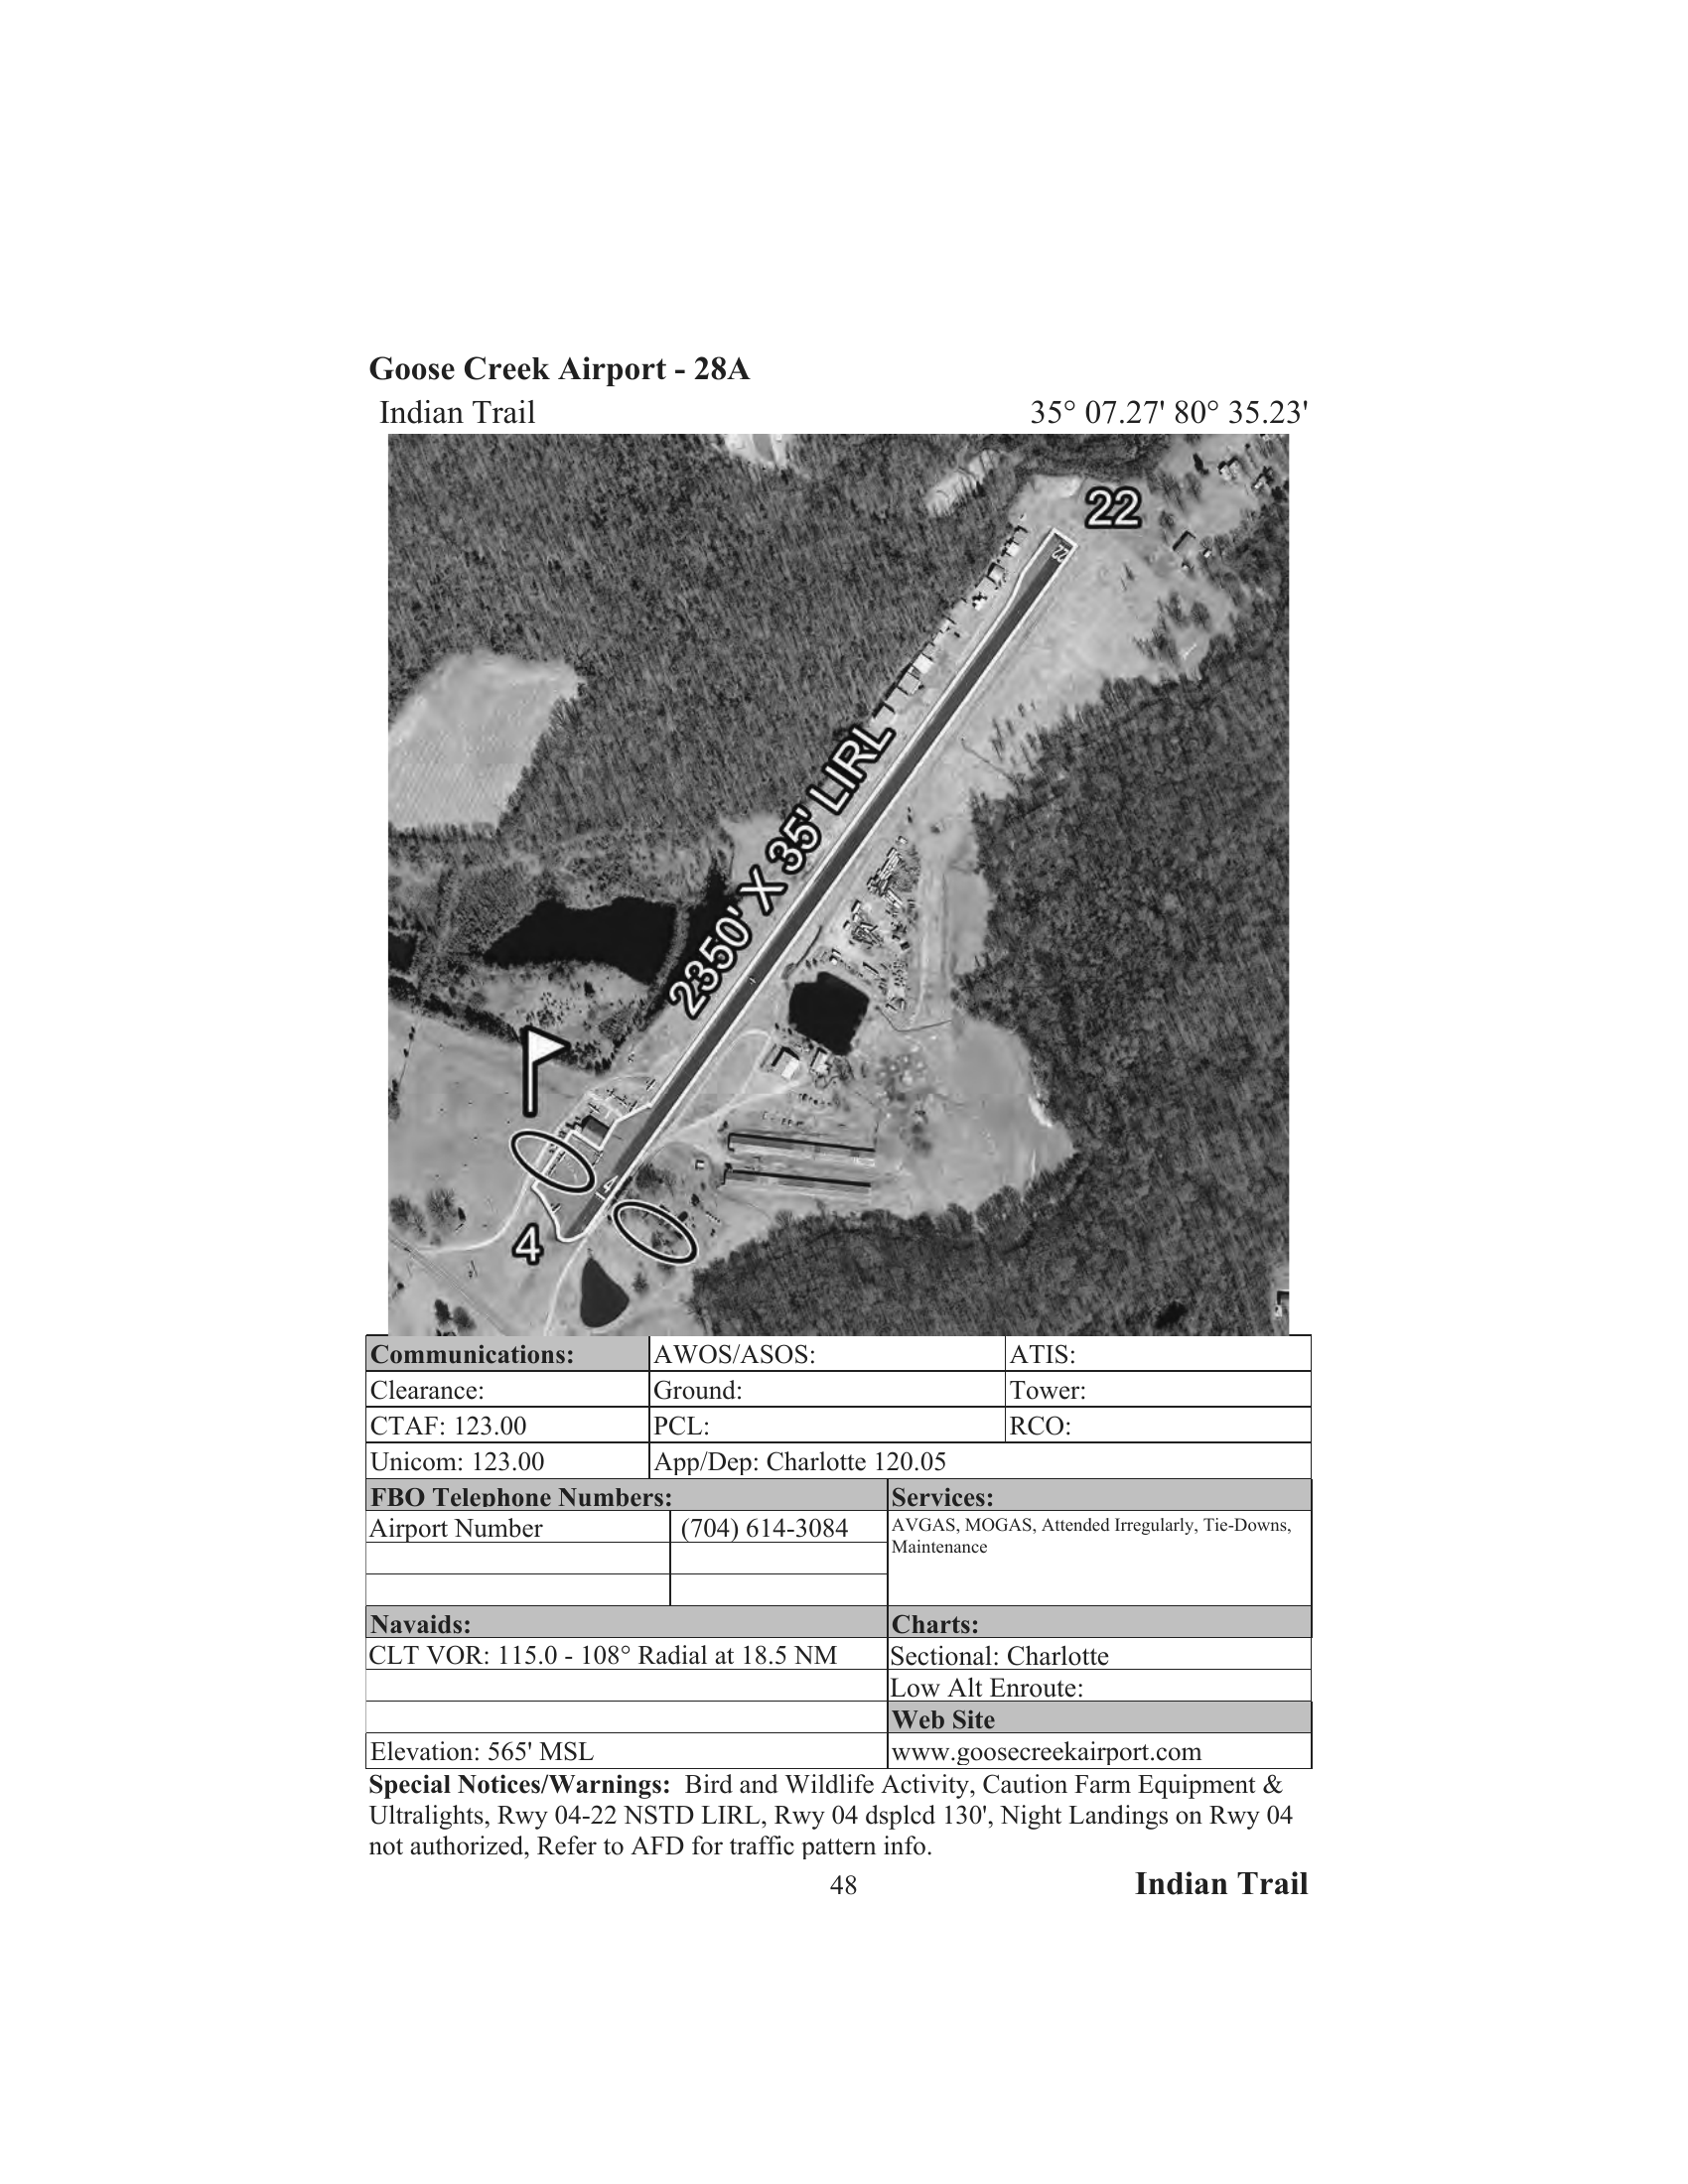 Goose Creek Airport - 28A
Indian Trail 35° 07.27' 80° 35.23'
22
22
2350' X 35' LIRL
4
4
Communications: AWOS/ASOS: ATIS:
Clearance: Ground: Tower:
CTAF: 123.00 PCL: RCO:
Unicom: 123.00 App/Dep: Charlotte 120.05
FBO Telephone Numbers: Services:
Airport Number (704) 614-3084 AVGAS, MOGAS, Attended Irregularly, Tie-Downs,
Maintenance
Navaids: Charts:
CLT VOR: 115.0 - 108° Radial at 18.5 NM Sectional: Charlotte
Low Alt Enroute:
Web Site
Elevation: 565' MSL www.goosecreekairport.com
Special Notices/Warnings: Bird and Wildlife Activity, Caution Farm Equipment &
Ultralights, Rwy 04-22 NSTD LIRL, Rwy 04 dsplcd 130', Night Landings on Rwy 04
not authorized, Refer to AFD for traffic pattern info.
48 Indian Trail